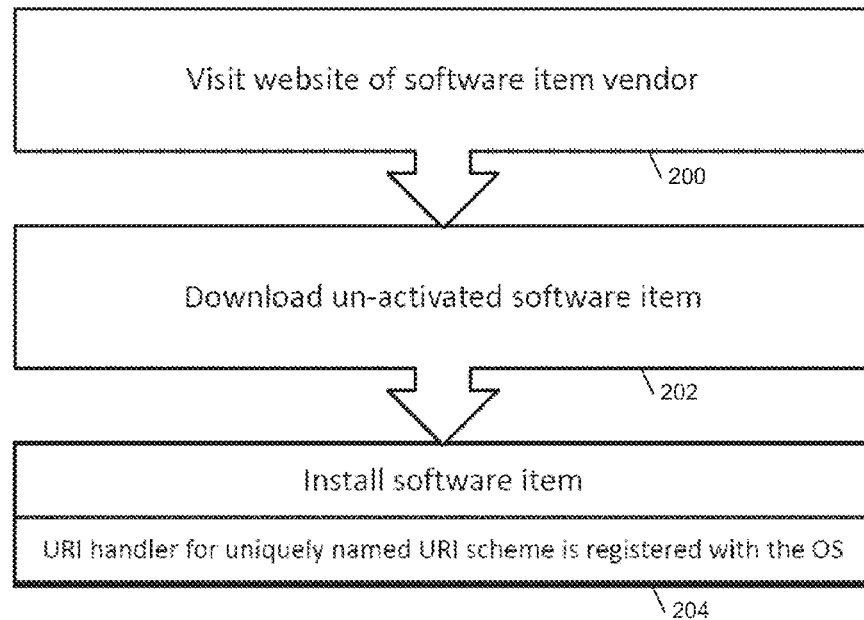 Visit website of software item vendor
200
Download un-activated software item
202
Install software item
URI handler for uniquely named URI scheme is registered with the OS
204